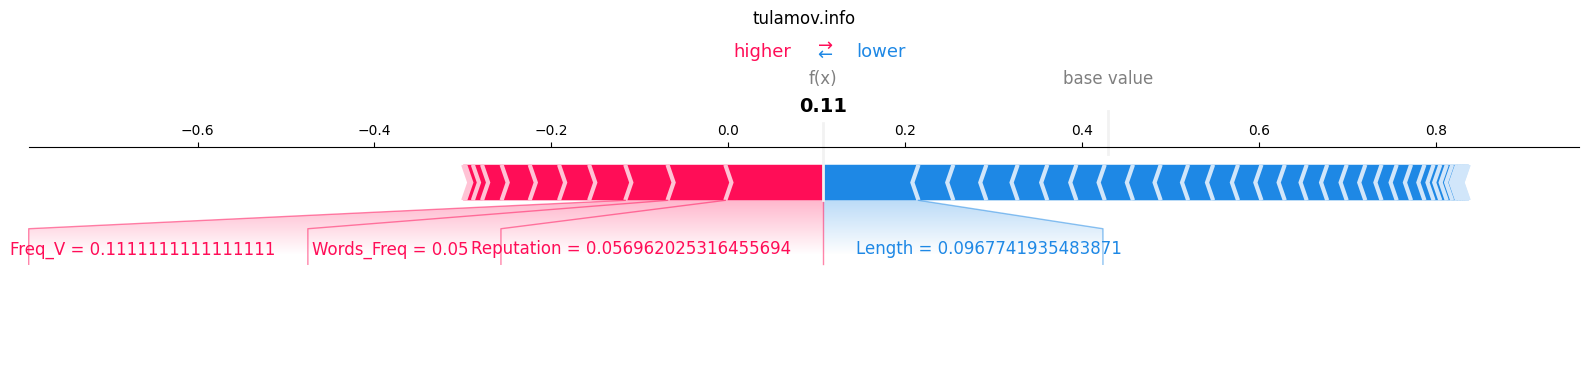 tulamov.info
higher ⇄ lower
f(x) base value
0.11
−0.6 −0.4 −0.2 0.0 0.2 0.4 0.6 0.8
Freq_V = 0.1111111111111111 Words_Freq = 0.05 Reputation = 0.056962025316455694 Length = 0.0967741935483871